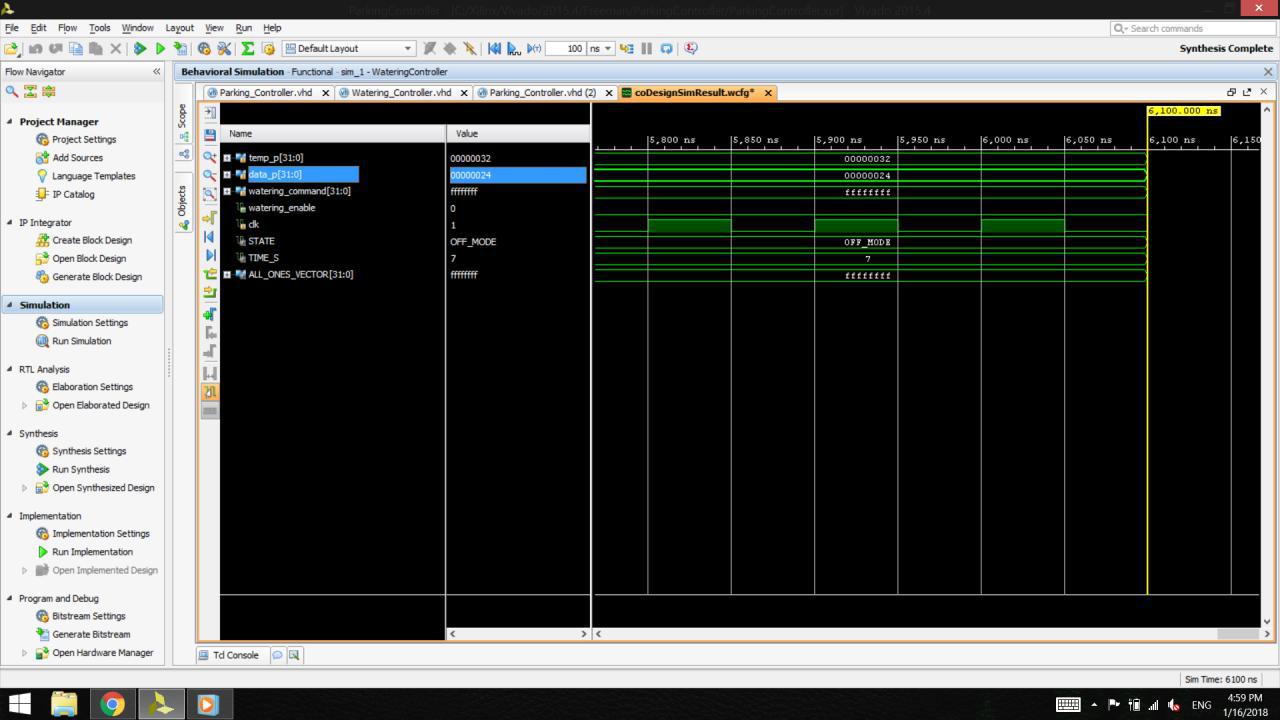 ParkingController - [C:/Xilinx/Vivado/2015.4/Freeman/ParkingController/ParkingController.xpr] - Vivado 2015.4
File Edit Flow Tools Window Layout View Run Help
Search commands
Default Layout
100 ns
Synthesis Complete
Flow Navigator
Behavioral Simulation - Functional - sim_1 - WateringController
Parking_Controller.vhd
Watering_Controller.vhd
Parking_Controller.vhd (2)
coDesignSimResult.wcfg*
Project Manager
Project Settings
Add Sources
Language Templates
IP Catalog
IP Integrator
Create Block Design
Open Block Design
Generate Block Design
Simulation
Simulation Settings
Run Simulation
RTL Analysis
Elaboration Settings
Open Elaborated Design
Synthesis
Synthesis Settings
Run Synthesis
Open Synthesized Design
Implementation
Implementation Settings
Run Implementation
Open Implemented Design
Program and Debug
Bitstream Settings
Generate Bitstream
Open Hardware Manager
Scope
Objects
6,100.000 ns
Name Value
5,800 ns 5,850 ns 5,900 ns 5,950 ns 6,000 ns 6,050 ns 6,100 ns 6,150
temp_p[31:0] 00000032 00000032
data_p[31:0] 00000024 00000024
watering_command[31:0] ffffffff ffffffff
watering_enable 0
clk 1
STATE OFF_MODE OFF_MODE
TIME_S 7 7
ALL_ONES_VECTOR[31:0] ffffffff ffffffff
Tcl Console
Sim Time: 6100 ns
ENG
4:59 PM
1/16/2018